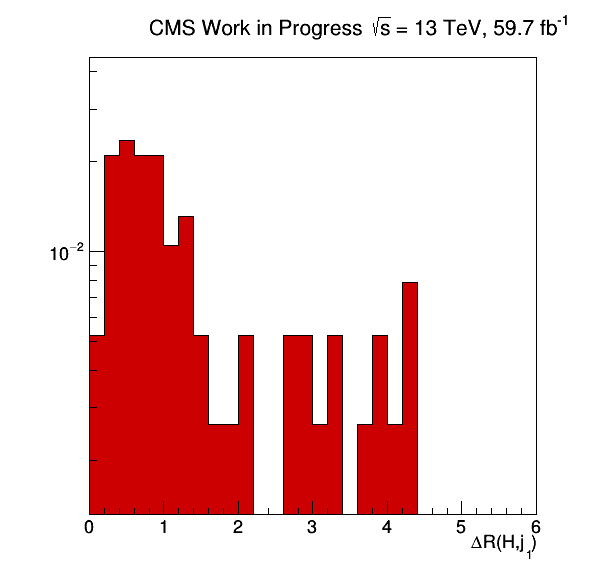 CMS Work in Progress √s = 13 TeV, 59.7 fb⁻¹
10⁻²
0 1 2 3 4 5 6
ΔR(H,j₁)